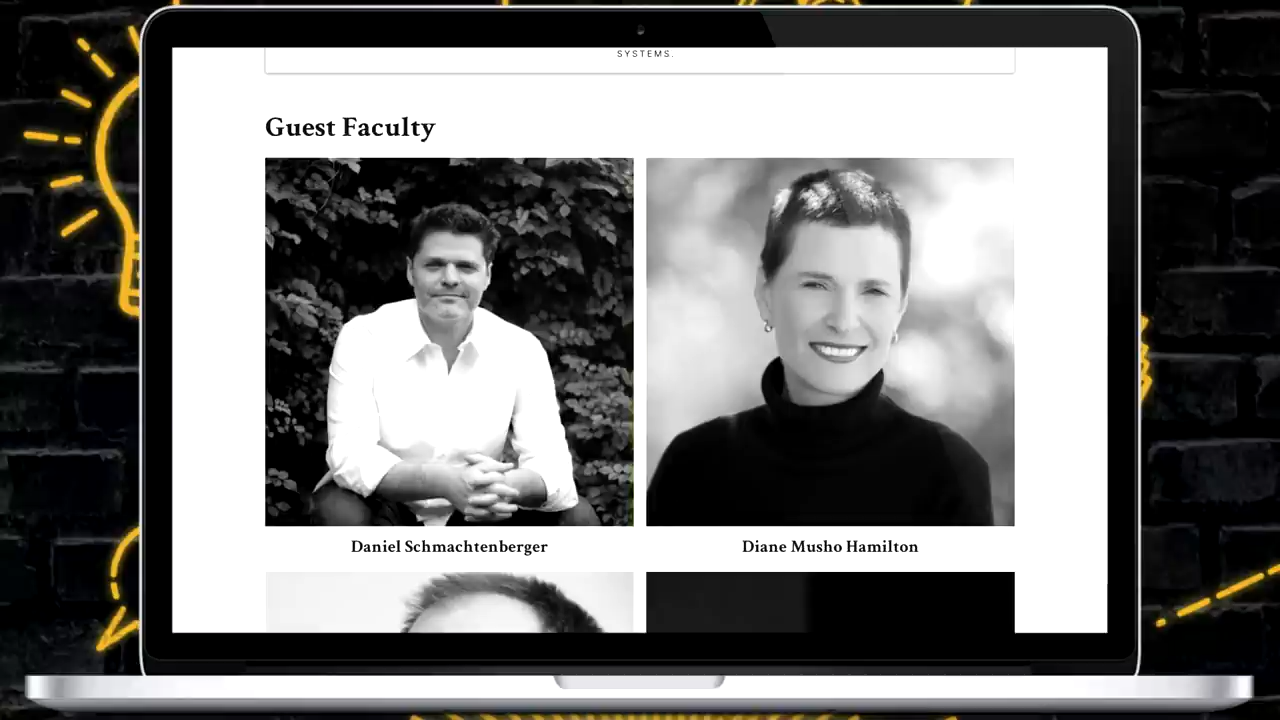 SYSTEMS.
Guest Faculty
Daniel Schmachtenberger
Diane Musho Hamilton